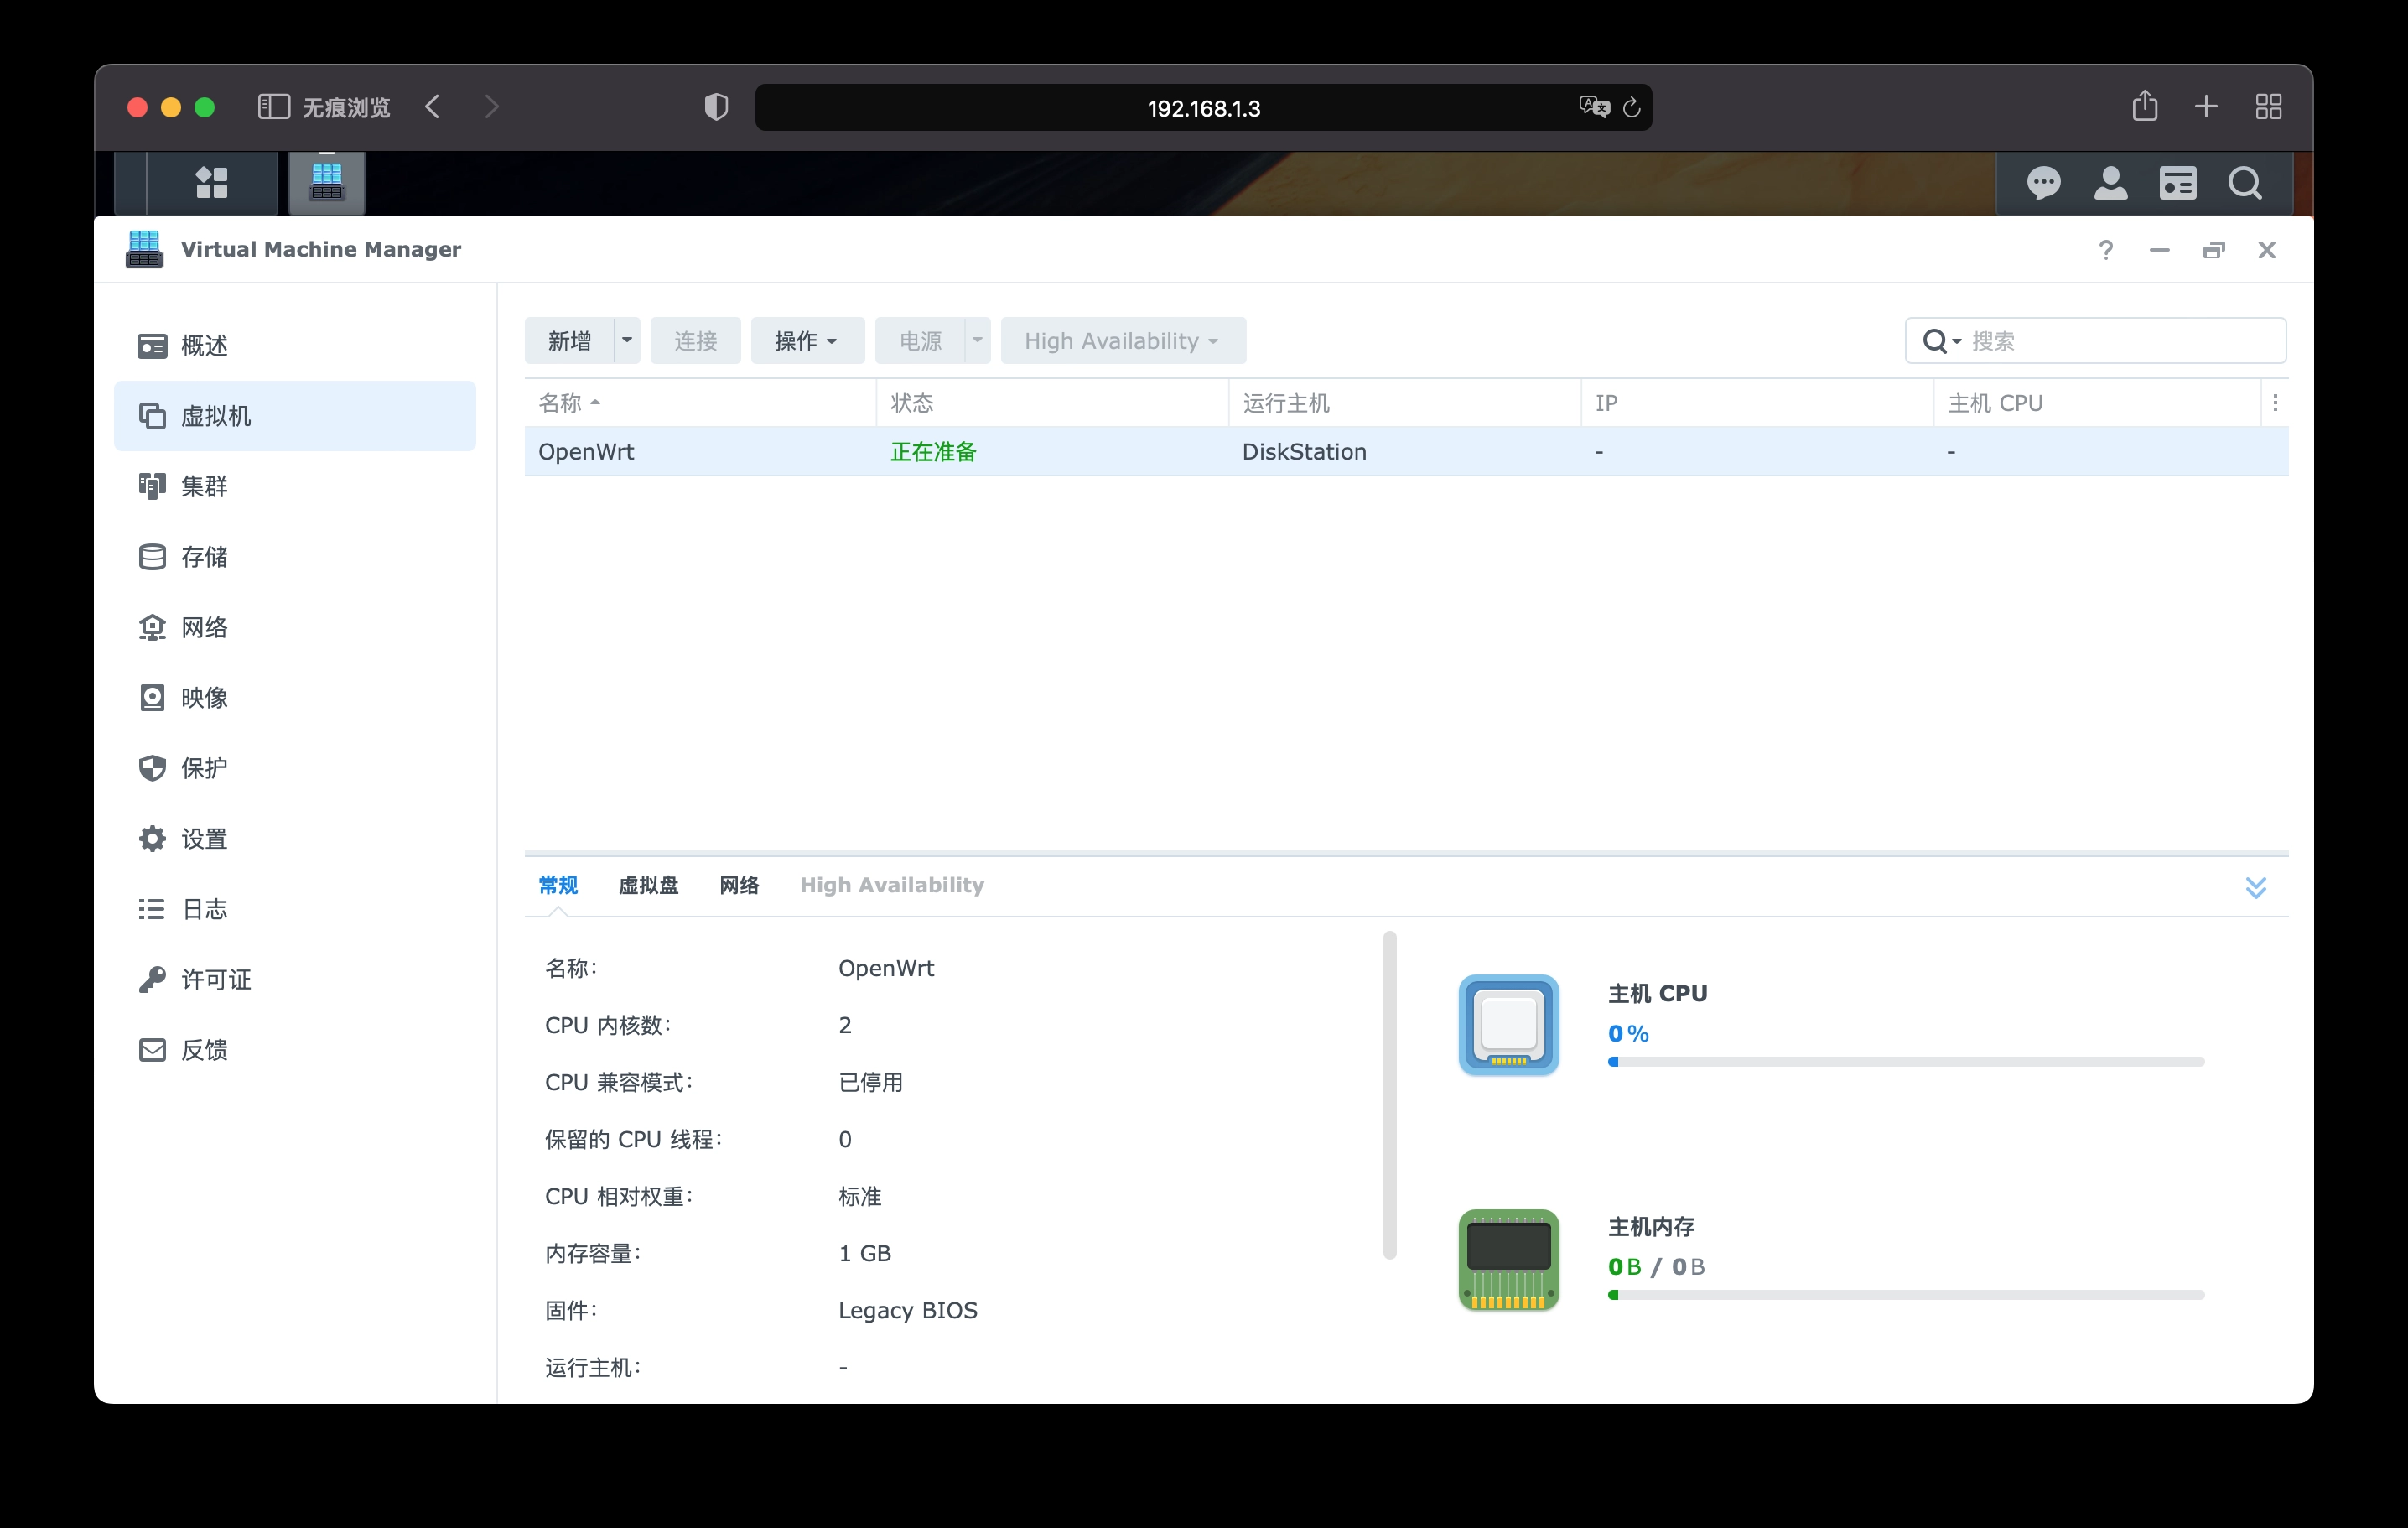 无痕浏览
192.168.1.3
Virtual Machine Manager
?
概述
虚拟机
集群
存储
网络
映像
保护
设置
日志
许可证
反馈
新增 连接 操作 电源 High Availability 搜索
名称 状态 运行主机 IP 主机 CPU
OpenWrt 正在准备 DiskStation - -
常规 虚拟盘 网络 High Availability
名称: OpenWrt
CPU 内核数: 2
CPU 兼容模式: 已停用
保留的 CPU 线程: 0
CPU 相对权重: 标准
内存容量: 1 GB
固件: Legacy BIOS
运行主机: -
主机 CPU
0 %
主机内存
0 B / 0 B